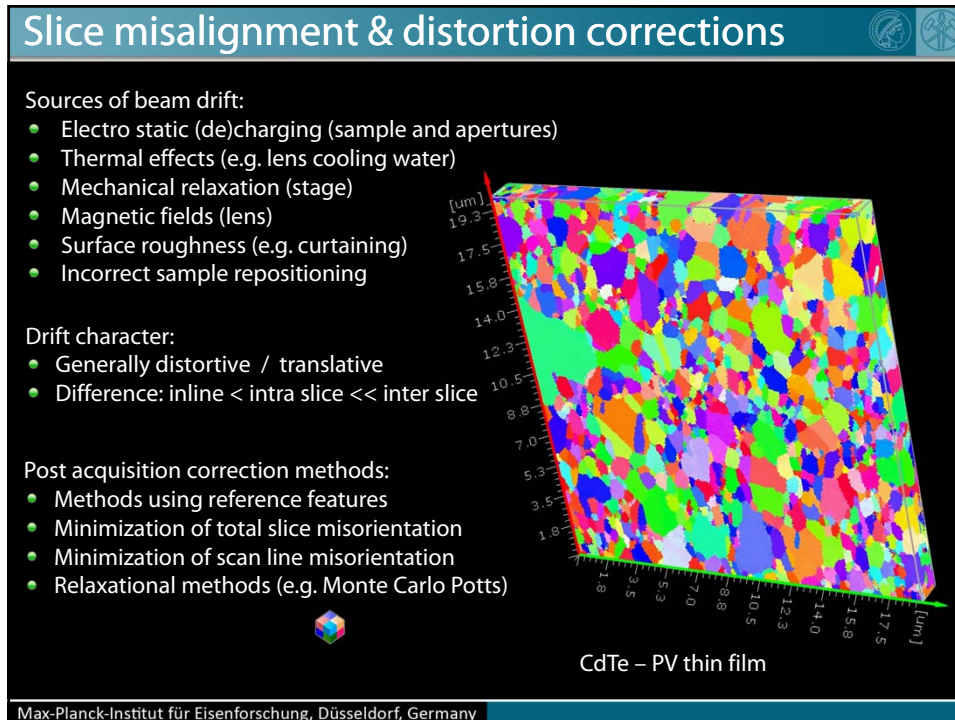 Slice misalignment & distortion corrections
Sources of beam drift:
Electro static (de)charging (sample and apertures)
Thermal effects (e.g. lens cooling water)
Mechanical relaxation (stage)
Magnetic fields (lens)
Surface roughness (e.g. curtaining)
Incorrect sample repositioning
Drift character:
Generally distortive / translative
Difference: inline < intra slice << inter slice
Post acquisition correction methods:
Methods using reference features
Minimization of total slice misorientation
Minimization of scan line misorientation
Relaxational methods (e.g. Monte Carlo Potts)
[um]
19.3
17.5
15.8
14.0
12.3
10.5
8.8
7.0
5.3
3.5
1.8
1.8
3.5
5.3
7.0
8.8
10.5
12.3
14.0
15.8
17.5
[um]
CdTe – PV thin film
Max-Planck-Institut für Eisenforschung, Düsseldorf, Germany